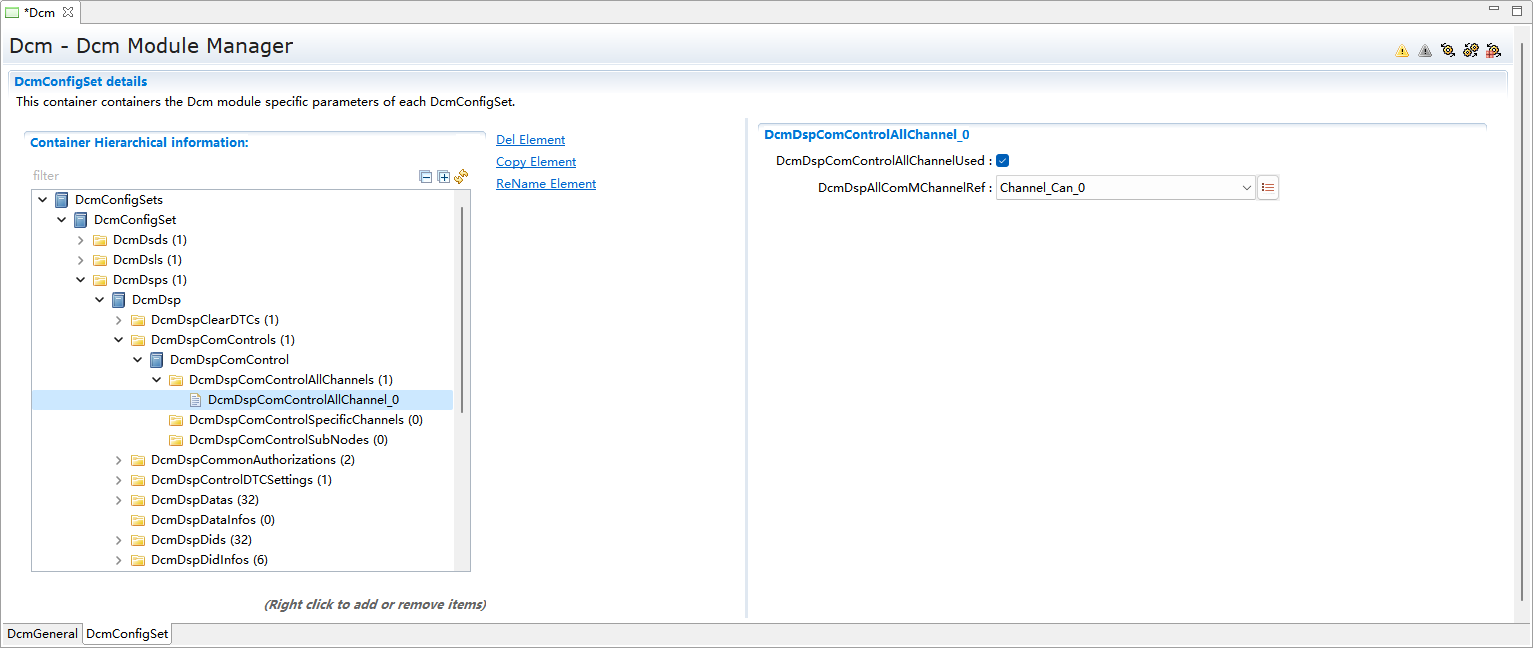 *Dcm
Dcm - Dcm Module Manager
DcmConfigSet details
This container containers the Dcm module specific parameters of each DcmConfigSet.
Container Hierarchical information:
filter
DcmConfigSets
DcmConfigSet
DcmDsds (1)
DcmDsls (1)
DcmDsps (1)
DcmDsp
DcmDspClearDTCs (1)
DcmDspComControls (1)
DcmDspComControl
DcmDspComControlAllChannels (1)
DcmDspComControlAllChannel_0
DcmDspComControlSpecificChannels (0)
DcmDspComControlSubNodes (0)
DcmDspCommonAuthorizations (2)
DcmDspControlDTCSettings (1)
DcmDspDatas (32)
DcmDspDataInfos (0)
DcmDspDids (32)
DcmDspDidInfos (6)
(Right click to add or remove items)
Del Element
Copy Element
ReName Element
DcmDspComControlAllChannel_0
DcmDspComControlAllChannelUsed :
DcmDspAllComMChannelRef : Channel_Can_0
DcmGeneral DcmConfigSet